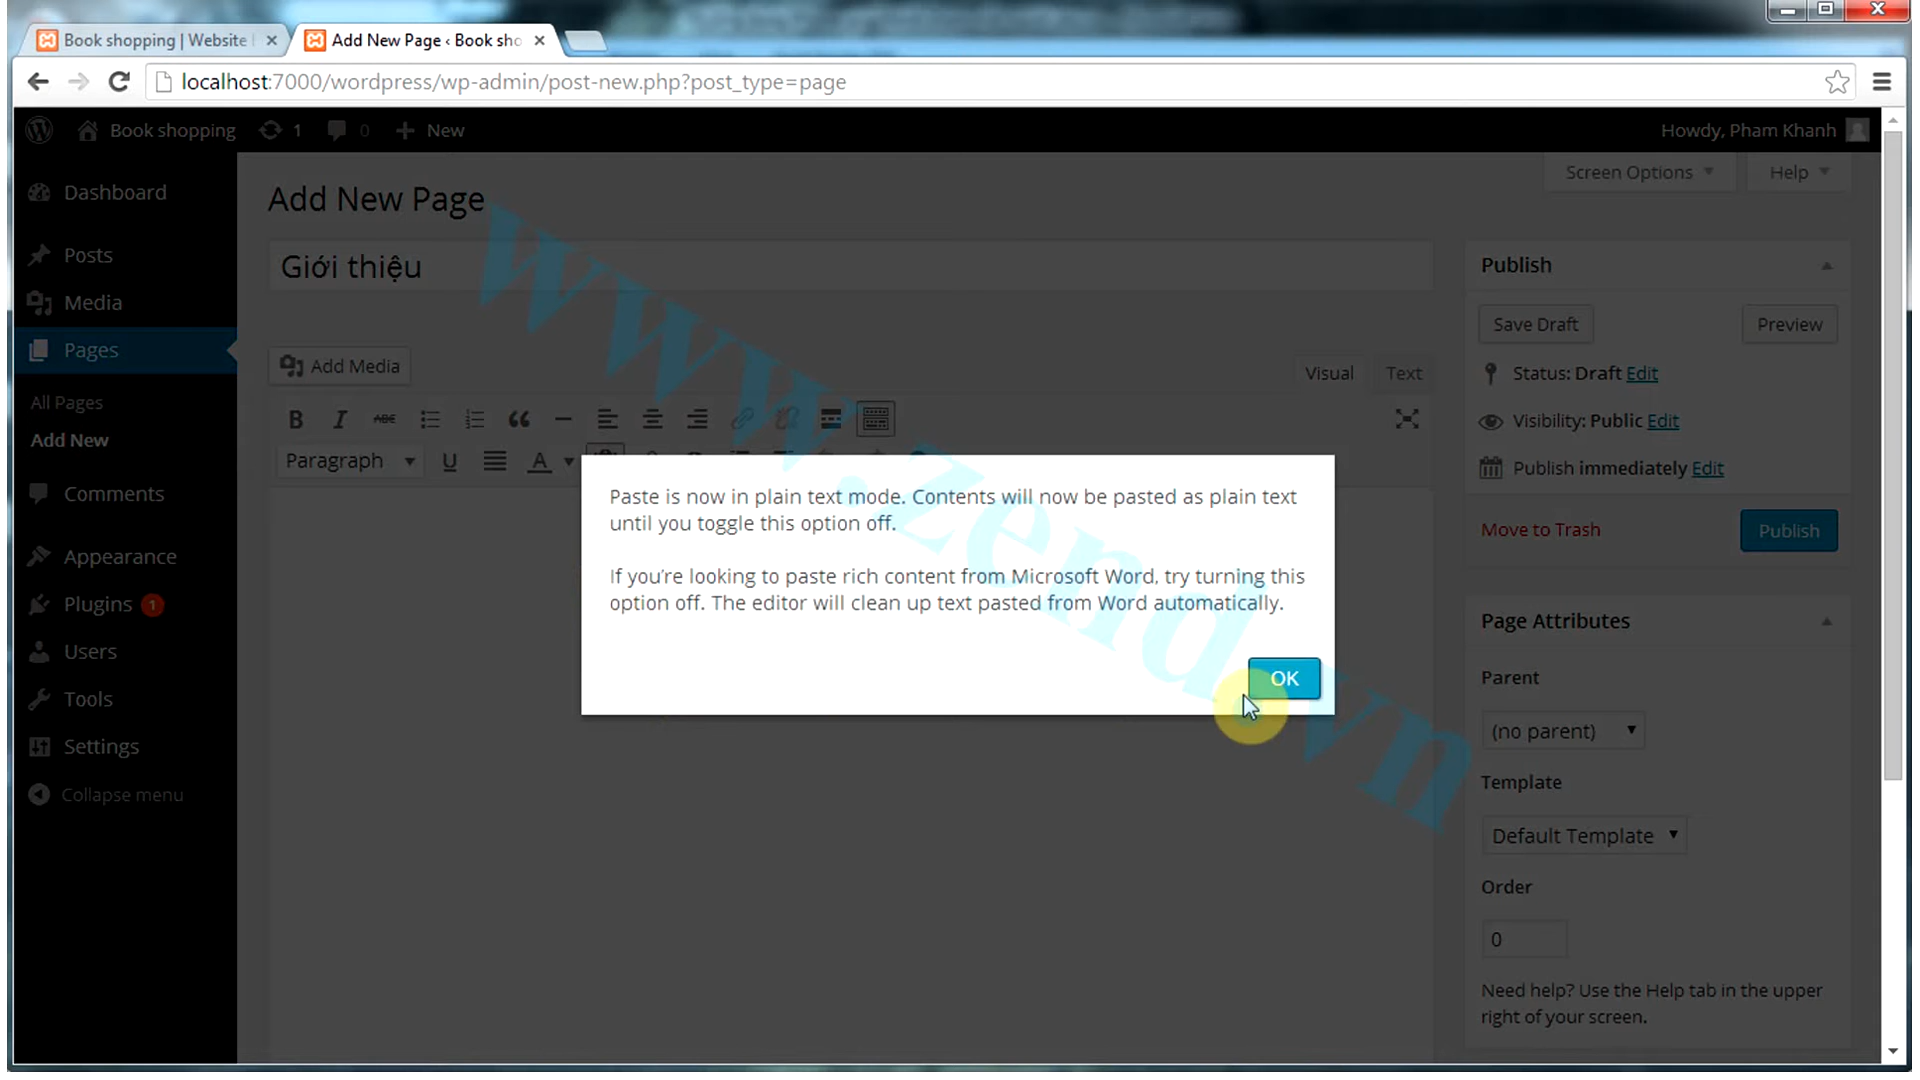 Book shopping | Website
Add New Page ‹ Book sho
localhost:7000/wordpress/wp-admin/post-new.php?post_type=page
Book shopping 1 0 New
Howdy, Pham Khanh
Screen Options
Help
Dashboard
Posts
Media
Pages
All Pages
Add New
Comments
Appearance
Plugins 1
Users
Tools
Settings
Collapse menu
Add New Page
Giới thiệu
Add Media
Visual Text
B I ABC
Paragraph U A
Paste is now in plain text mode. Contents will now be pasted as plain text
until you toggle this option off.
If you’re looking to paste rich content from Microsoft Word, try turning this
option off. The editor will clean up text pasted from Word automatically.
OK
Publish
Save Draft
Preview
Status: Draft Edit
Visibility: Public Edit
Publish immediately Edit
Move to Trash
Publish
Page Attributes
Parent
(no parent)
Template
Default Template
Order
0
Need help? Use the Help tab in the upper
right of your screen.
www.zend.vn